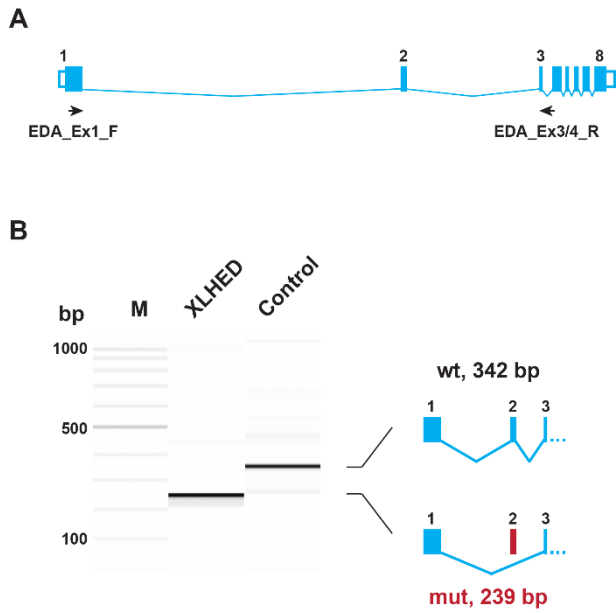 A
1 2 3 8
EDA_Ex1_F EDA_Ex3/4_R
B
bp M XLHED Control
1000
500
100
wt, 342 bp
1 2 3
1 2 3
mut, 239 bp